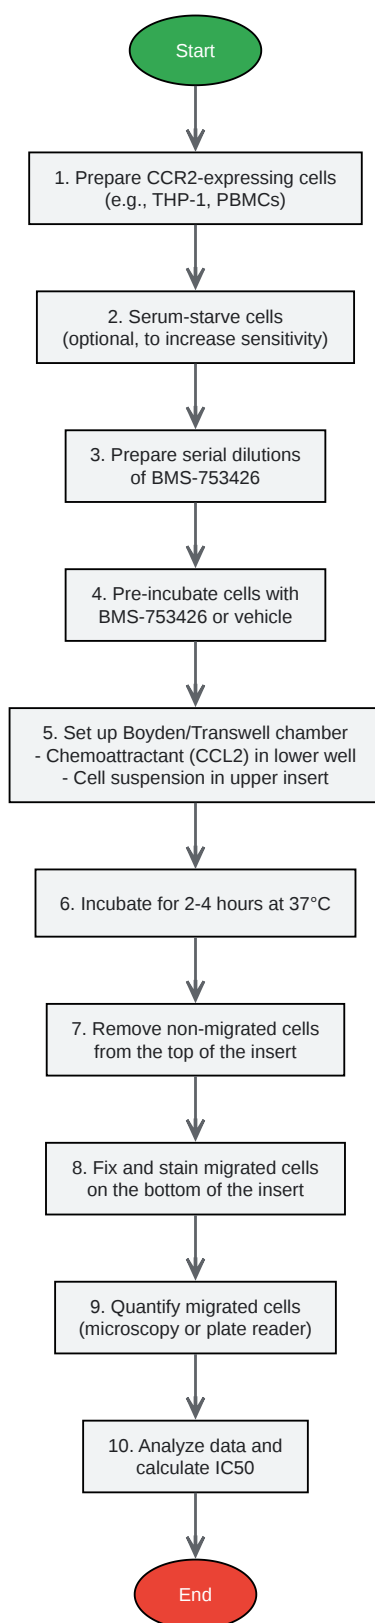 Start
1. Prepare CCR2-expressing cells
(e.g., THP-1, PBMCs)
2. Serum-starve cells
(optional, to increase sensitivity)
3. Prepare serial dilutions
of BMS-753426
4. Pre-incubate cells with
BMS-753426 or vehicle
5. Set up Boyden/Transwell chamber
- Chemoattractant (CCL2) in lower well
- Cell suspension in upper insert
6. Incubate for 2-4 hours at 37°C
7. Remove non-migrated cells
from the top of the insert
8. Fix and stain migrated cells
on the bottom of the insert
9. Quantify migrated cells
(microscopy or plate reader)
10. Analyze data and
calculate IC50
End